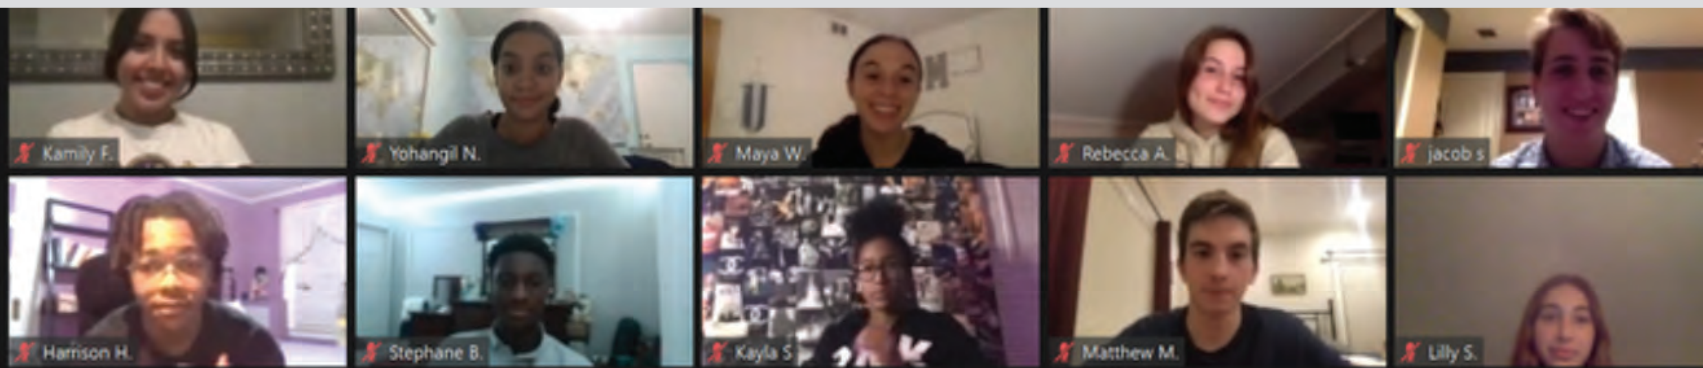 Kamily F.
Yohangil N.
Maya W.
Rebecca A.
jacob s
Harrison H.
Stephane B.
Kayla S
Matthew M.
Lilly S.